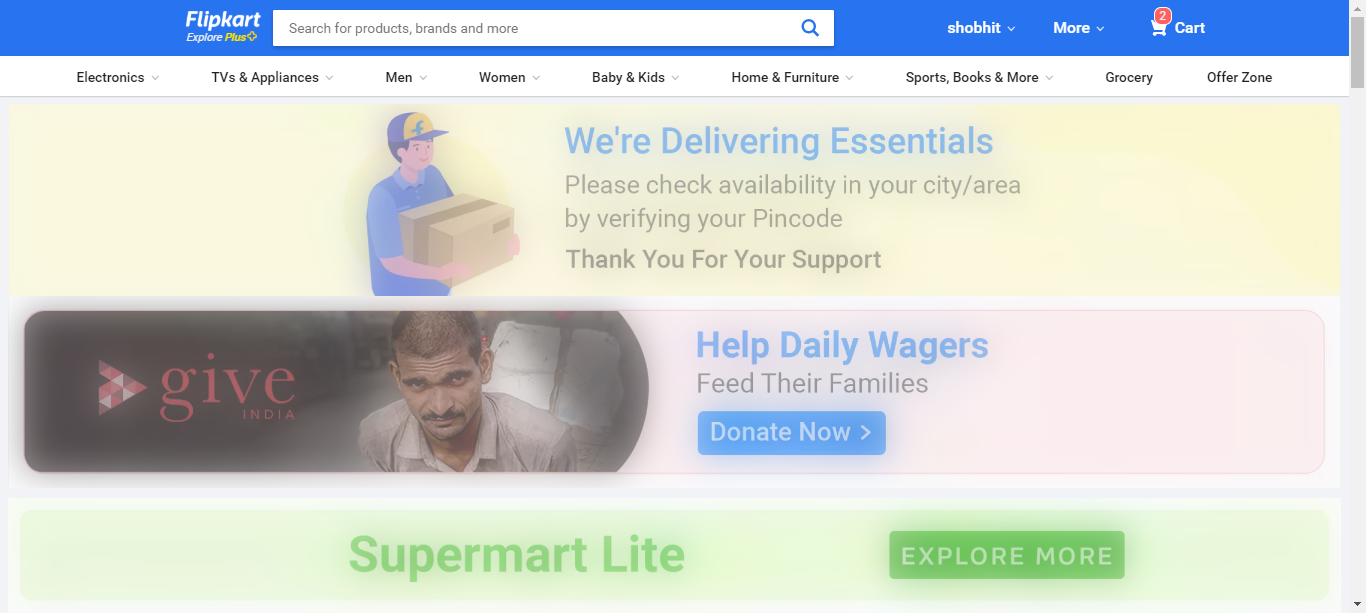 Flipkart
Explore Plus
Search for products, brands and more
shobhit
More
2
Cart
Electronics
TVs & Appliances
Men
Women
Baby & Kids
Home & Furniture
Sports, Books & More
Grocery
Offer Zone
We're Delivering Essentials
Please check availability in your city/area
by verifying your Pincode
Thank You For Your Support
give
INDIA
Help Daily Wagers
Feed Their Families
Donate Now >
Supermart Lite
EXPLORE MORE